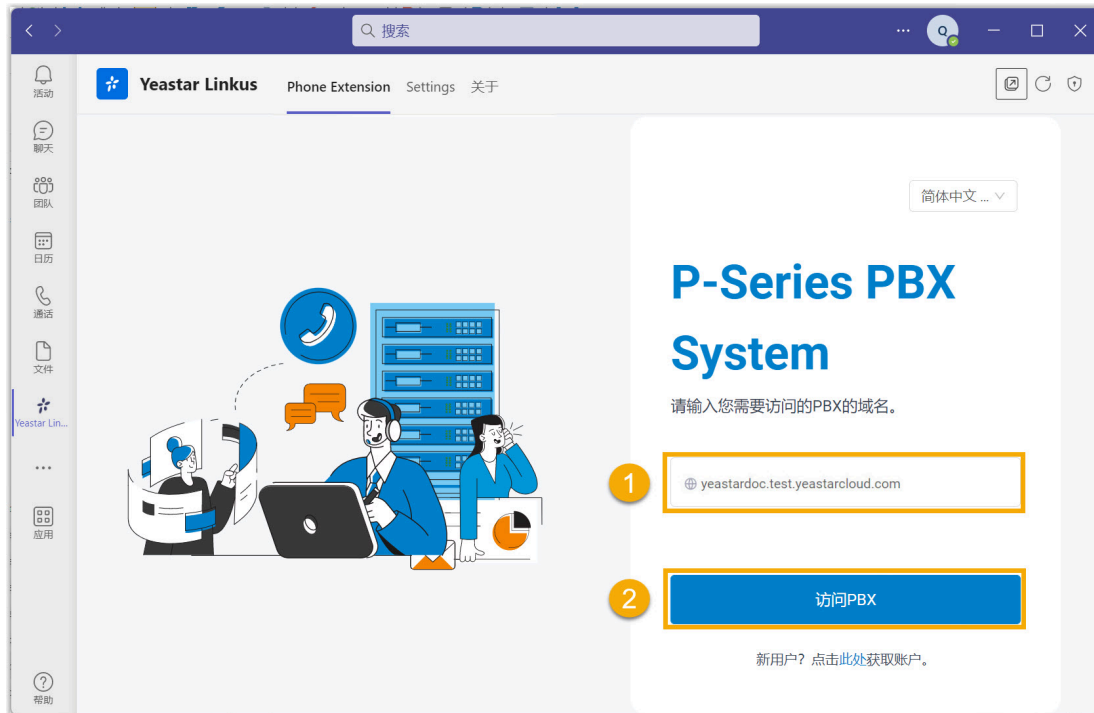 搜索
Q
活动
聊天
团队
日历
通话
文件
Yeastar Lin...
应用
帮助
Yeastar Linkus
Phone Extension
Settings
关于
简体中文 ...
P-Series PBX
System
请输入您需要访问的PBX的域名。
1
yeastardoc.test.yeastarcloud.com
2
访问PBX
新用户？点击此处获取账户。